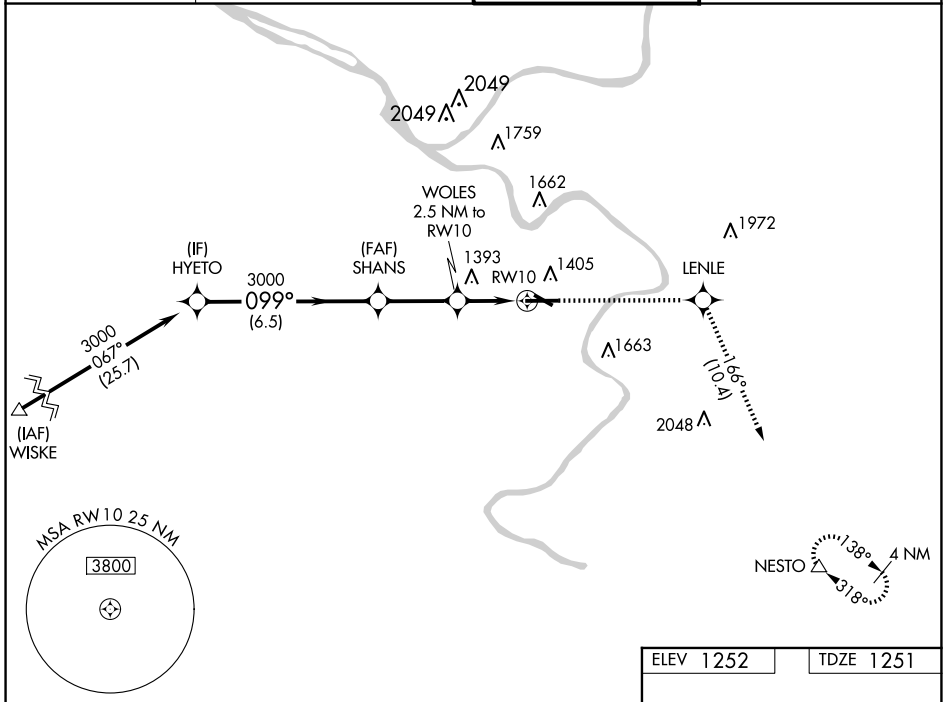 2049
2049
1759
1662
WOLES
2.5 NM to
RW10
1972
(IF)
HYETO
(FAF)
SHANS
1393
RW10
1405
LENLE
3000
099°
(6.5)
3000
067°
(25.7)
1663
166°
(10.4)
2048
(IAF)
WISKE
MSA RW10 25 NM
3800
138°
4 NM
NESTO
318°
ELEV 1252
TDZE 1251